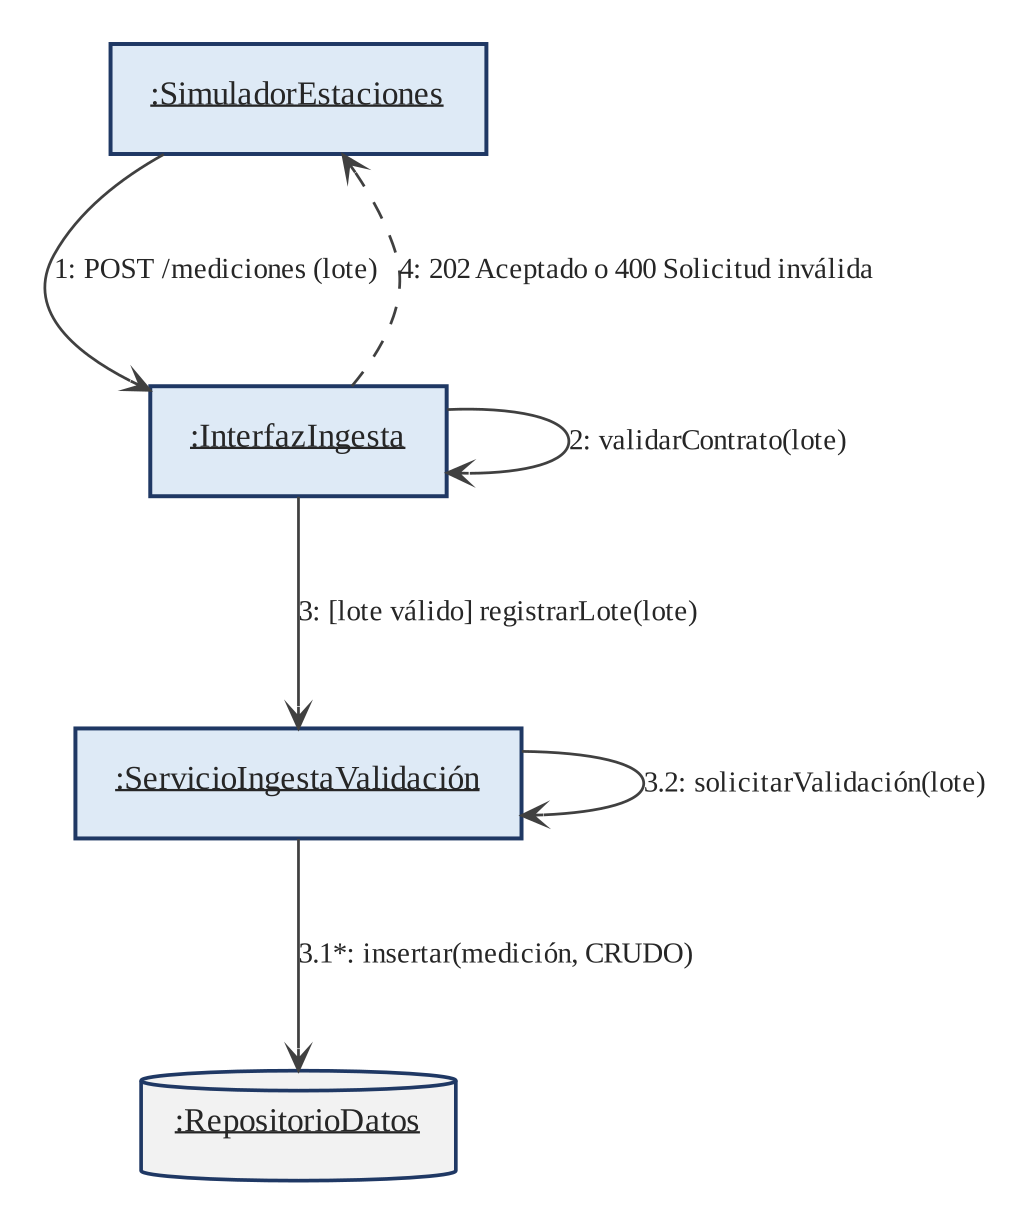 :SimuladorEstaciones
1: POST /mediciones (lote)
4: 202 Aceptado o 400 Solicitud inválida
:InterfazIngesta
2: validarContrato(lote)
3: [lote válido] registrarLote(lote)
:ServicioIngestaValidación
3.2: solicitarValidación(lote)
3.1*: insertar(medición, CRUDO)
:RepositorioDatos